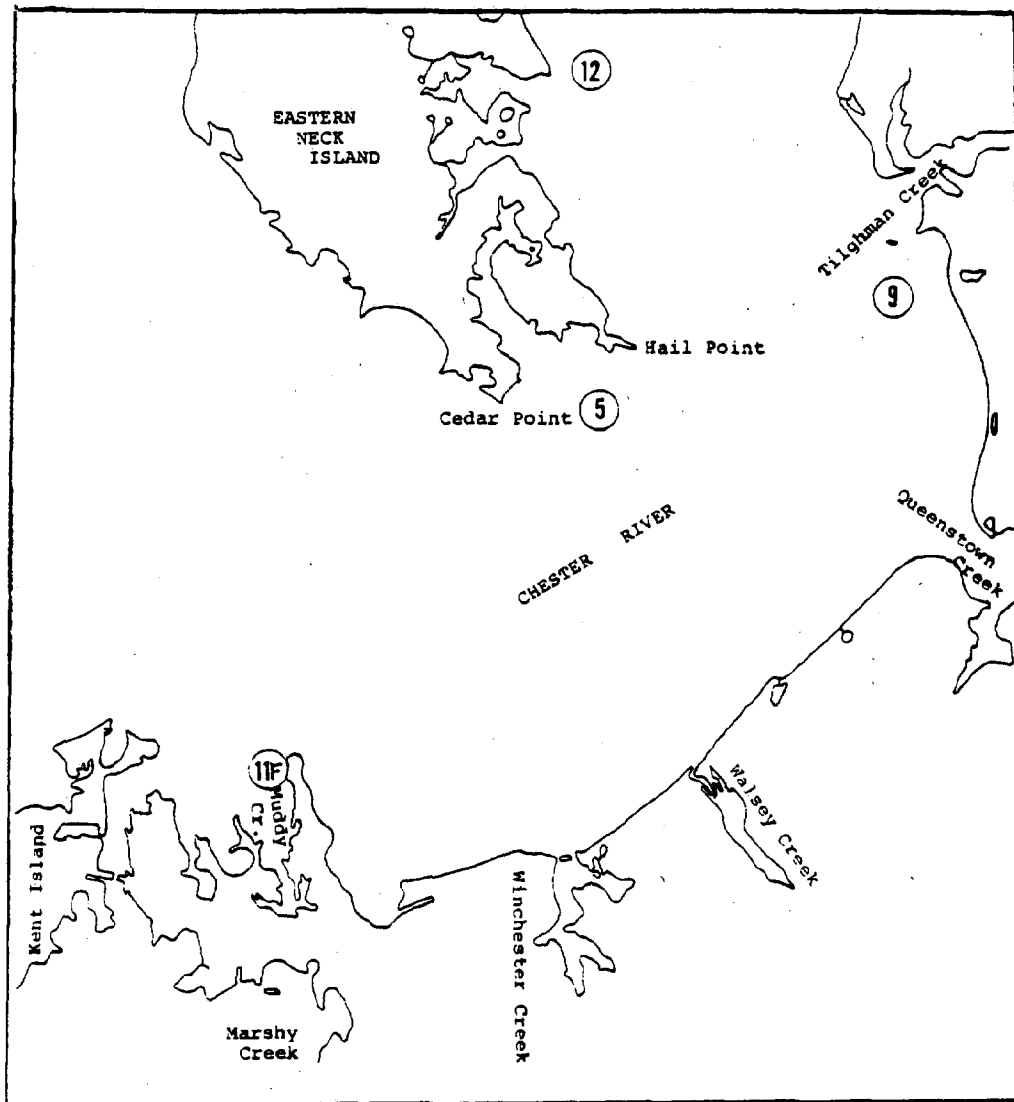 12
EASTERN
NECK
ISLAND
Tilghman Creek
9
Hail Point
Cedar Point
5
Queenstown
Creek
CHESTER RIVER
11F
Muddy
Cr.
Walsey Creek
Kent Island
Winchester Creek
Marshy
Creek